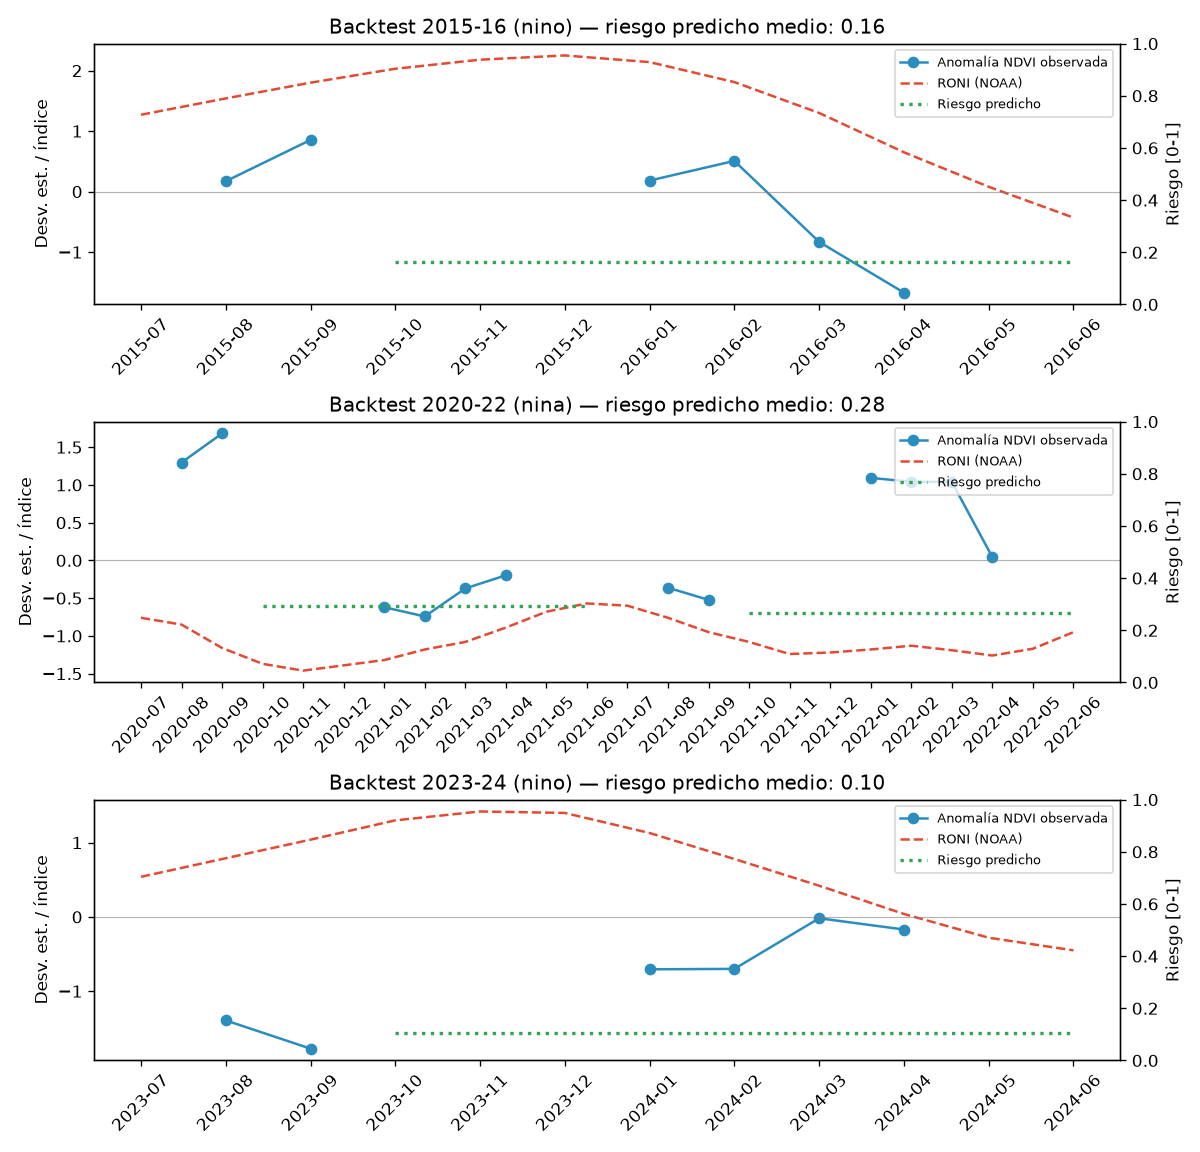 Backtest 2015-16 (nino) — riesgo predicho medio: 0.16
Desv. est. / índice
2
1
0
−1
Anomalía NDVI observada
RONI (NOAA)
Riesgo predicho
1.0
0.8
0.6
0.4
0.2
0.0
Riesgo [0-1]
2015-07 2015-08 2015-09 2015-10 2015-11 2015-12 2016-01 2016-02 2016-03 2016-04 2016-05 2016-06
Backtest 2020-22 (nina) — riesgo predicho medio: 0.28
Desv. est. / índice
1.5
1.0
0.5
0.0
−0.5
−1.0
−1.5
Anomalía NDVI observada
RONI (NOAA)
Riesgo predicho
1.0
0.8
0.6
0.4
0.2
0.0
Riesgo [0-1]
2020-07 2020-08 2020-09 2020-10 2020-11 2020-12 2021-01 2021-02 2021-03 2021-04 2021-05 2021-06 2021-07 2021-08 2021-09 2021-10 2021-11 2021-12 2022-01 2022-02 2022-03 2022-04 2022-05 2022-06
Backtest 2023-24 (nino) — riesgo predicho medio: 0.10
Desv. est. / índice
1
0
−1
Anomalía NDVI observada
RONI (NOAA)
Riesgo predicho
1.0
0.8
0.6
0.4
0.2
0.0
Riesgo [0-1]
2023-07 2023-08 2023-09 2023-10 2023-11 2023-12 2024-01 2024-02 2024-03 2024-04 2024-05 2024-06